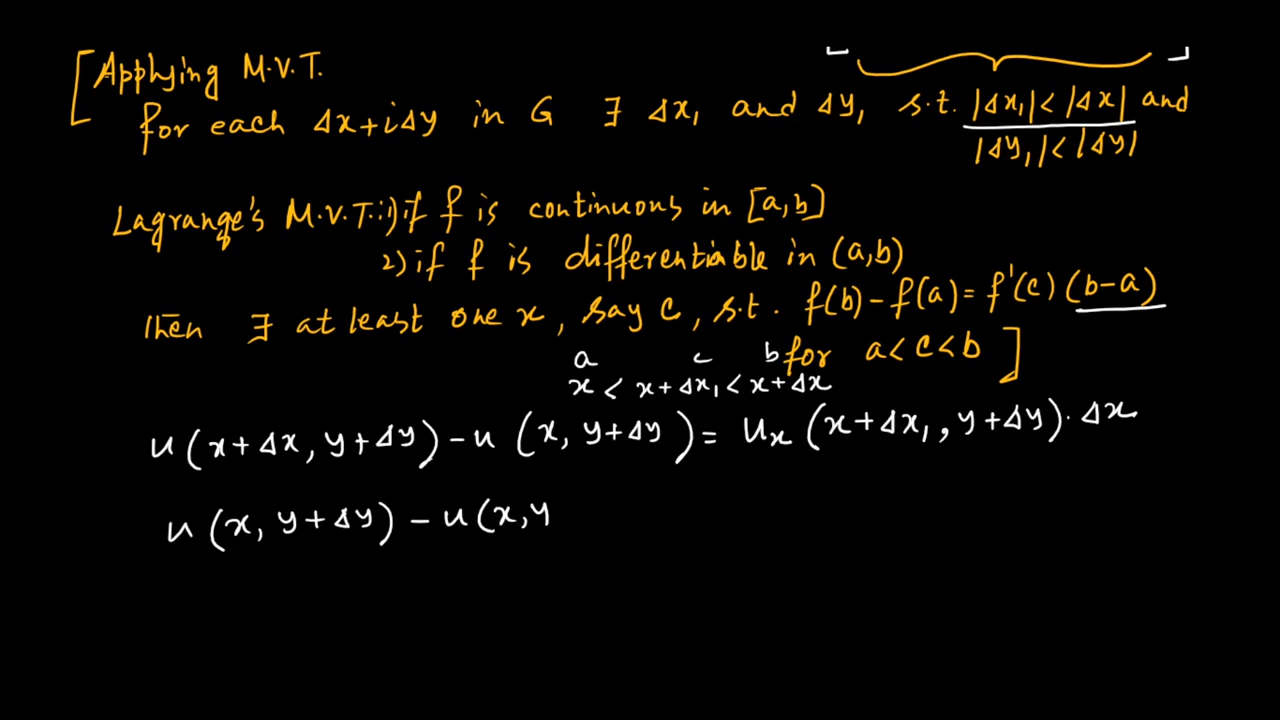 [Applying M.V.T.
for each Δx+iΔy in G ∃ Δx₁ and Δy₁ s.t. |Δx₁|<|Δx| and
|Δy₁|<|Δy|
Lagrange's M.V.T.:1) if f is continuous in [a,b]
2) if f is differentiable in (a,b)
Then ∃ at least one x, say c, s.t. f(b)-f(a)=f'(c)(b-a)
for a<c<b]
a c b
x < x+Δx₁ < x+Δx
u(x+Δx, y+Δy)-u(x, y+Δy)= uₓ(x+Δx₁, y+Δy)·Δx
u(x, y+Δy)-u(x,y